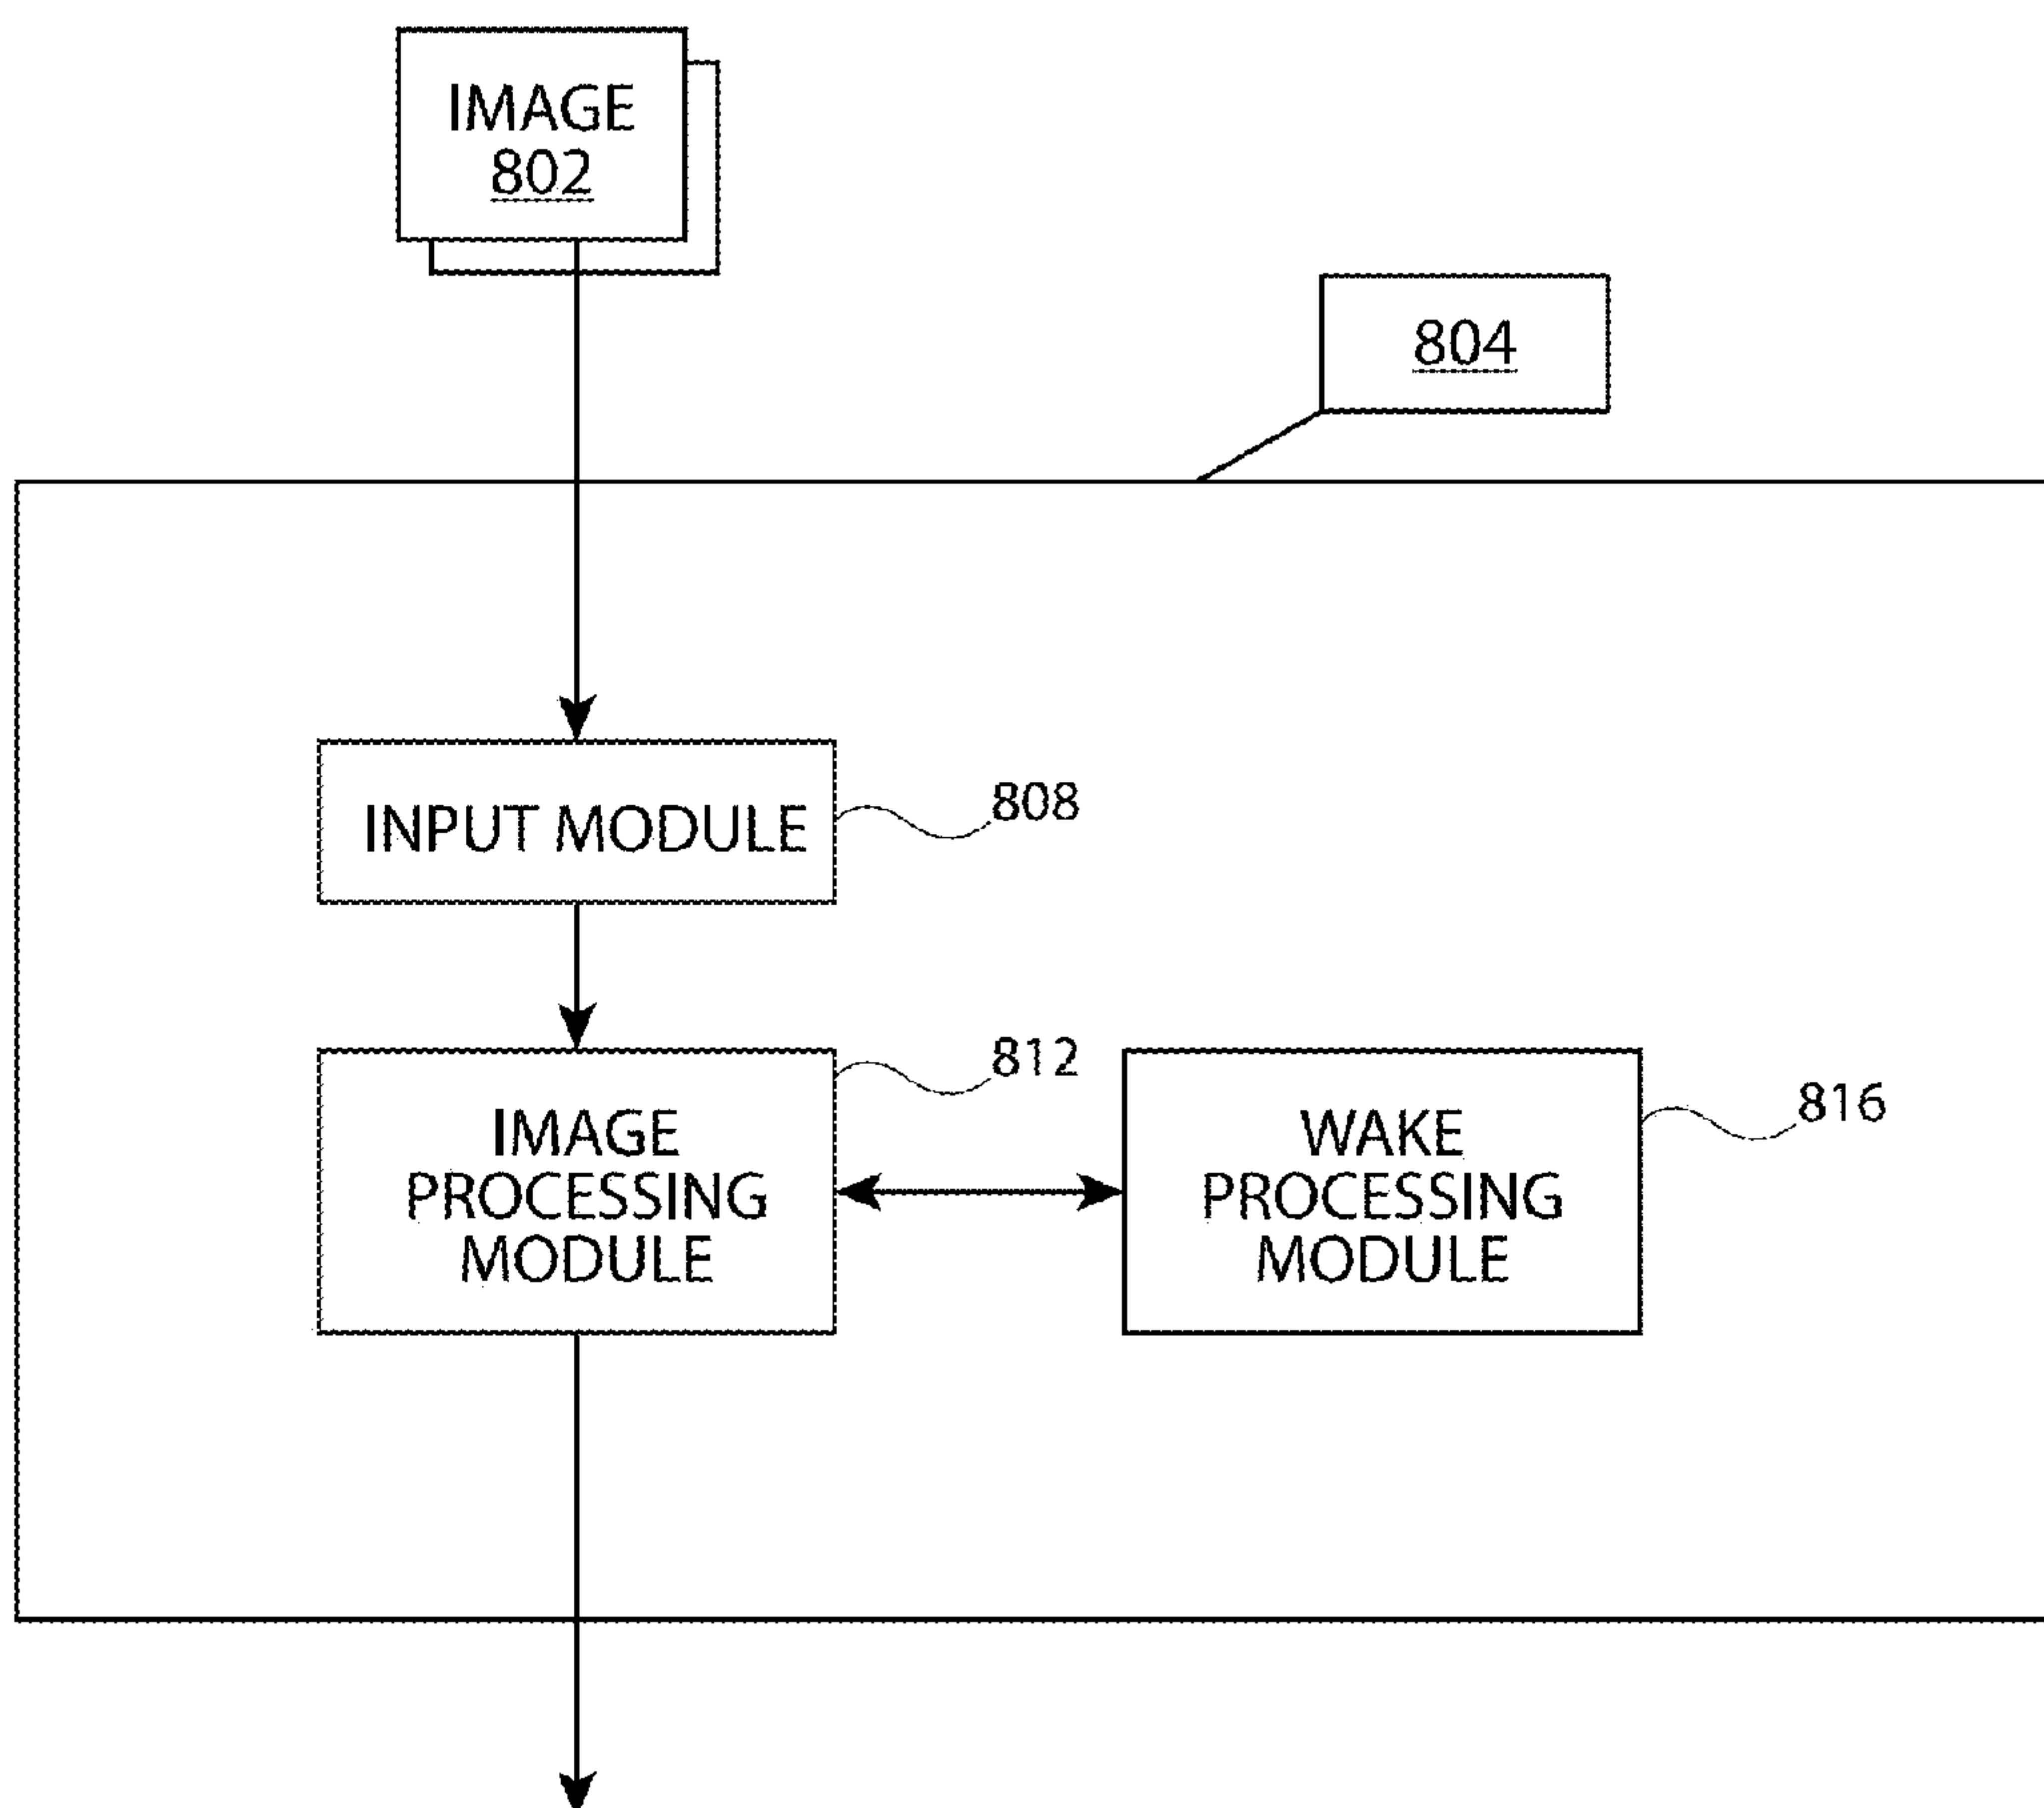 IMAGE
802
804
INPUT MODULE
808
IMAGE
PROCESSING
MODULE
812
WAKE
PROCESSING
MODULE
816